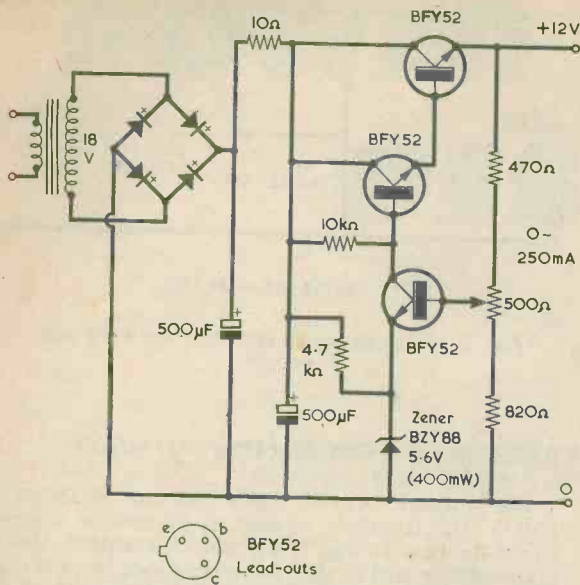 10Ω
BFY52
+12V
18
V
BFY52
470Ω
10kΩ
0~
250mA
500Ω
500µF
+
4·7
kΩ
BFY52
+
500µF
Zener
BZY88
5·6V
(400mW)
820Ω
0
e
b
c
BFY52
Lead-outs